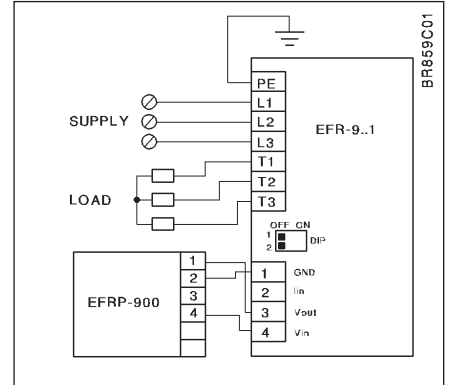 BR859C01
PE
L1
SUPPLY
L2
EFR-9..1
L3
T1
T2
LOAD
T3
OFF ON
1
2
DIP
EFRP-900
1
2
3
4
1 GND
2 Iin
3 Vout
4 Vin